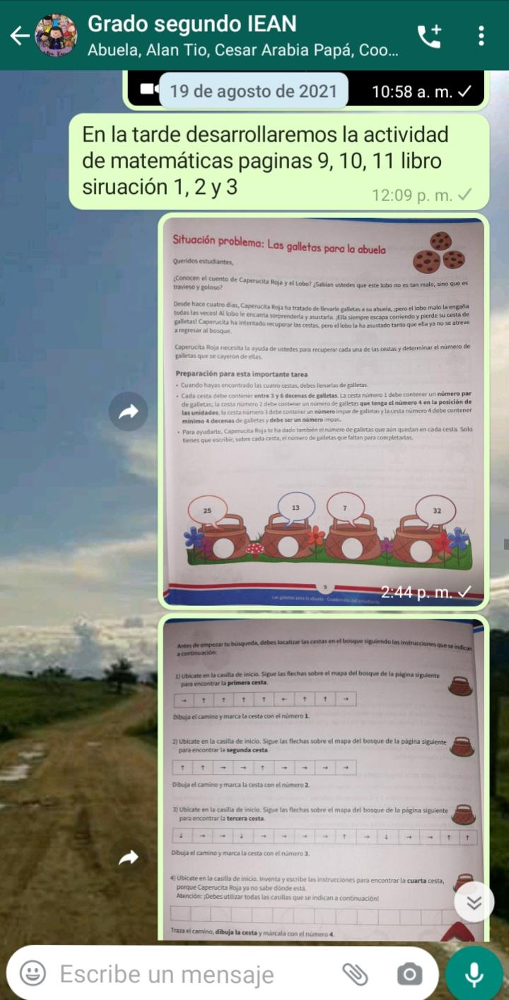 Grado segundo IEAN
Abuela, Alan Tio, Cesar Arabia Papá, Coo...
19 de agosto de 2021
10:58 a. m.
En la tarde desarrollaremos la actividad
de matemáticas paginas 9, 10, 11 libro
siruación 1, 2 y 3
12:09 p. m.
Situación problema: Las galletas para la abuela
Queridos estudiantes,
¿Conocen el cuento de Caperucita Roja y el Lobo? ¿Sabían ustedes que este lobo no es tan malo, sino que es
travieso y goloso?
Desde hace cuatro días, Caperucita Roja ha tratado de llevarle galletas a su abuela, ¡pero el lobo malo la engaña
todas las veces! Al lobo le encanta sorprenderla y asustarla. ¡Ella siempre escapa corriendo y pierde su cesta de
galletas! Caperucita ha intentado recuperar las cestas, pero el lobo la ha asustado tanto que ella ya no se atreve
a regresar al bosque.
Caperucita Roja necesita la ayuda de ustedes para recuperar cada una de las cestas y determinar el número de
galletas que se cayeron de ellas.
Preparación para esta importante tarea
• Cuando hayas encontrado las cuatro cestas, debes llenarlas de galletas.
• Cada cesta debe contener entre 3 y 6 decenas de galletas. La cesta número 1 debe contener un número par
de galletas; la cesta número 2 debe contener un número de galletas que tenga el número 4 en la posición de
las unidades; la cesta número 3 debe contener un número impar de galletas y la cesta número 4 debe contener
mínimo 4 decenas de galletas y debe ser un número impar.
• Para ayudarte, Caperucita Roja te ha dado también el número de galletas que aún quedan en cada cesta. Solo
tienes que escribir, sobre cada cesta, el número de galletas que faltan para completarlas.
25 13 7 32
9
Las galletas para la abuela - Cuadernillo del estudiante
2:44 p. m.
Antes de empezar tu búsqueda, debes localizar las cestas en el bosque siguiendo las instrucciones que se indican
a continuación:
1) Ubícate en la casilla de inicio. Sigue las flechas sobre el mapa del bosque de la página siguiente
para encontrar la primera cesta.
→ ↑ ↑ ↑ ↑ ← ↑ ↑ →
Dibuja el camino y marca la cesta con el número 1.
2) Ubícate en la casilla de inicio. Sigue las flechas sobre el mapa del bosque de la página siguiente
para encontrar la segunda cesta.
↑ ↑ → → ↑ → → → →
Dibuja el camino y marca la cesta con el número 2.
3) Ubícate en la casilla de inicio. Sigue las flechas sobre el mapa del bosque de la página siguiente
para encontrar la tercera cesta.
↓ → → ↓ → → → → ↑ → ↓ → → ↑ ↑
Dibuja el camino y marca la cesta con el número 3.
4) Ubícate en la casilla de inicio. Inventa y escribe las instrucciones para encontrar la cuarta cesta,
porque Caperucita Roja ya no sabe dónde está.
Atención: ¡Debes utilizar todas las casillas que se indican a continuación!
Traza el camino, dibuja la cesta y márcala con el número 4.
Escribe un mensaje